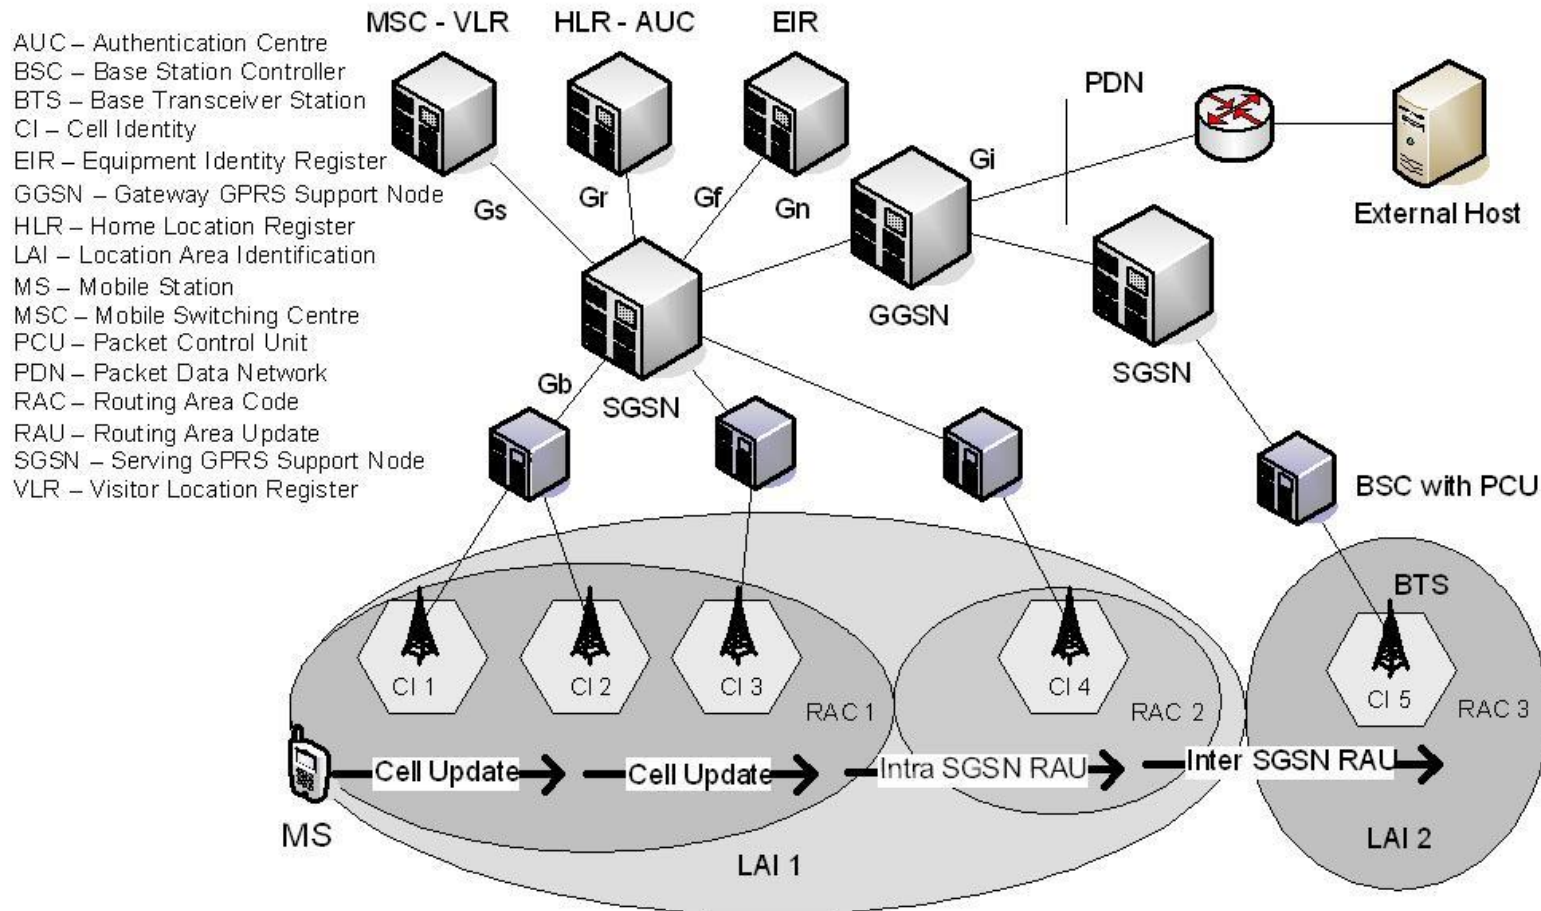 MSC - VLR
HLR - AUC
EIR
AUC – Authentication Centre
BSC – Base Station Controller
BTS – Base Transceiver Station
CI – Cell Identity
EIR – Equipment Identity Register
GGSN – Gateway GPRS Support Node
HLR – Home Location Register
LAI – Location Area Identification
MS – Mobile Station
MSC – Mobile Switching Centre
PCU – Packet Control Unit
PDN – Packet Data Network
RAC – Routing Area Code
RAU – Routing Area Update
SGSN – Serving GPRS Support Node
VLR – Visitor Location Register
PDN
Gi
Gs
Gr
Gf
Gn
External Host
GGSN
SGSN
Gb
SGSN
BSC with PCU
BTS
CI 1
CI 2
CI 3
RAC 1
CI 4
RAC 2
CI 5
RAC 3
Cell Update
Cell Update
Intra SGSN RAU
Inter SGSN RAU
MS
LAI 1
LAI 2